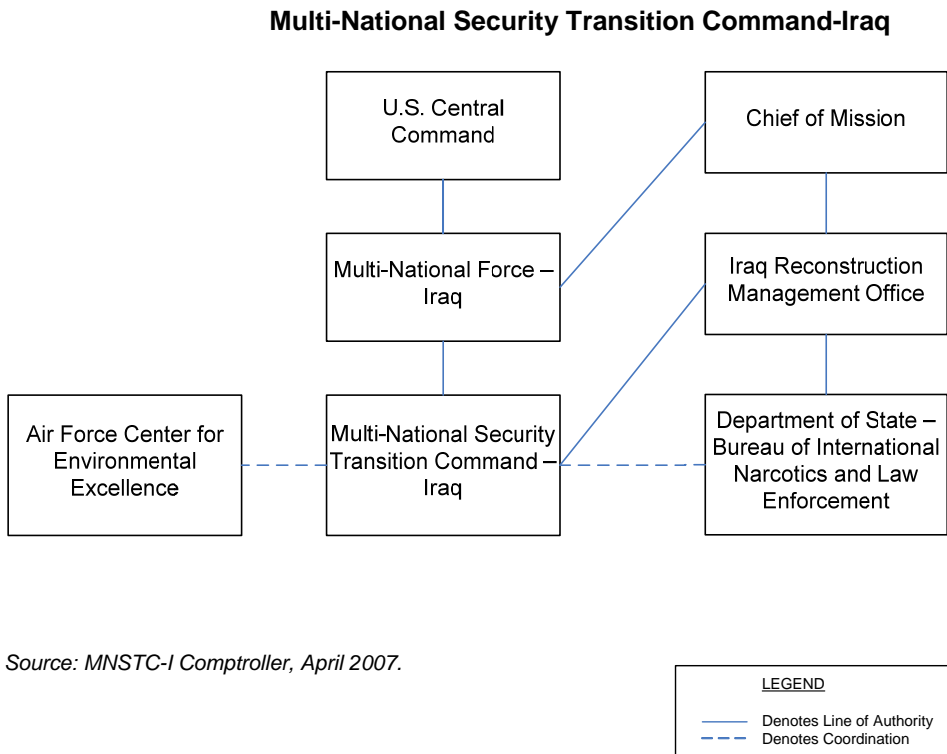 Multi-National Security Transition Command-Iraq
U.S. Central
Command
Chief of Mission
Multi-National Force –
Iraq
Iraq Reconstruction
Management Office
Air Force Center for
Environmental
Excellence
Multi-National Security
Transition Command –
Iraq
Department of State –
Bureau of International
Narcotics and Law
Enforcement
Source: MNSTC-I Comptroller, April 2007.
LEGEND
Denotes Line of Authority
Denotes Coordination